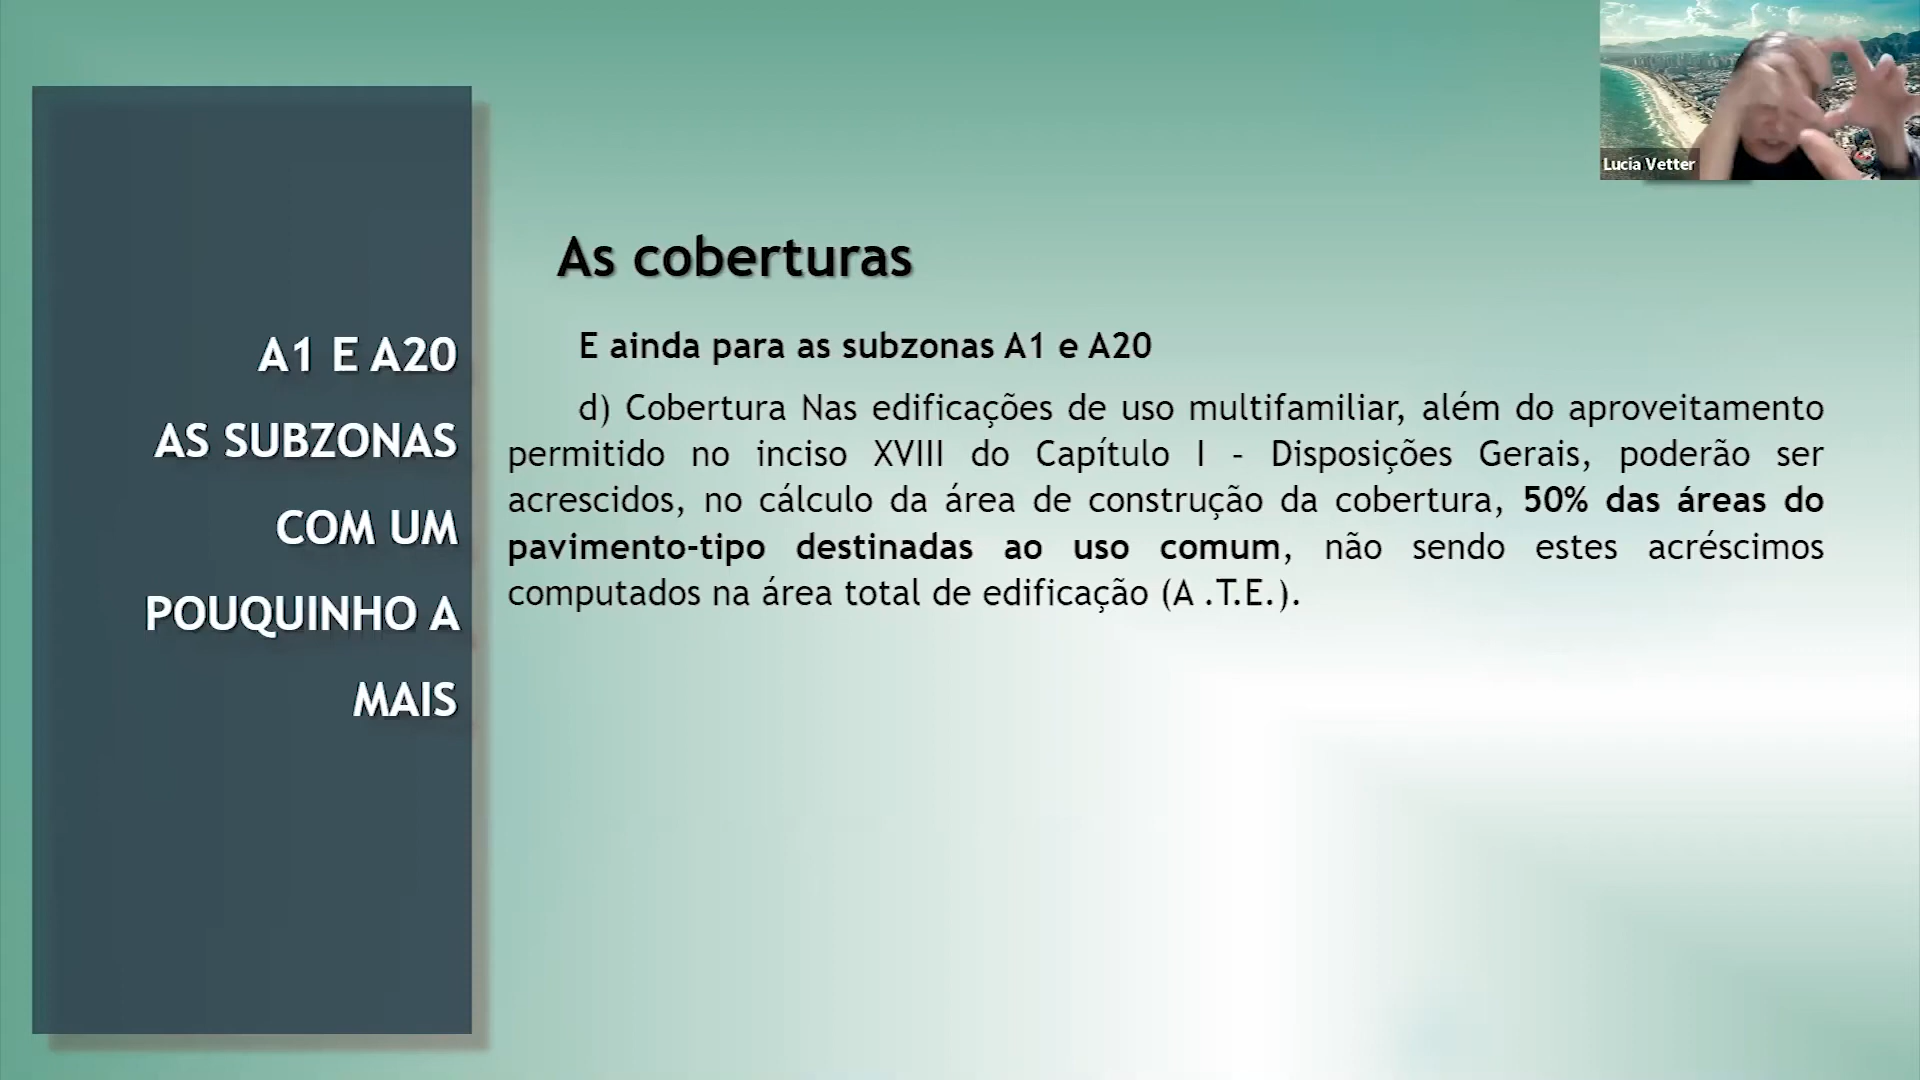 Lucia Vetter
As coberturas
A1 E A20
AS SUBZONAS
COM UM
POUQUINHO A
MAIS
E ainda para as subzonas A1 e A20
d) Cobertura Nas edificações de uso multifamiliar, além do aproveitamento
permitido no inciso XVIII do Capítulo I - Disposições Gerais, poderão ser
acrescidos, no cálculo da área de construção da cobertura, 50% das áreas do
pavimento-tipo destinadas ao uso comum, não sendo estes acréscimos
computados na área total de edificação (A .T.E.).